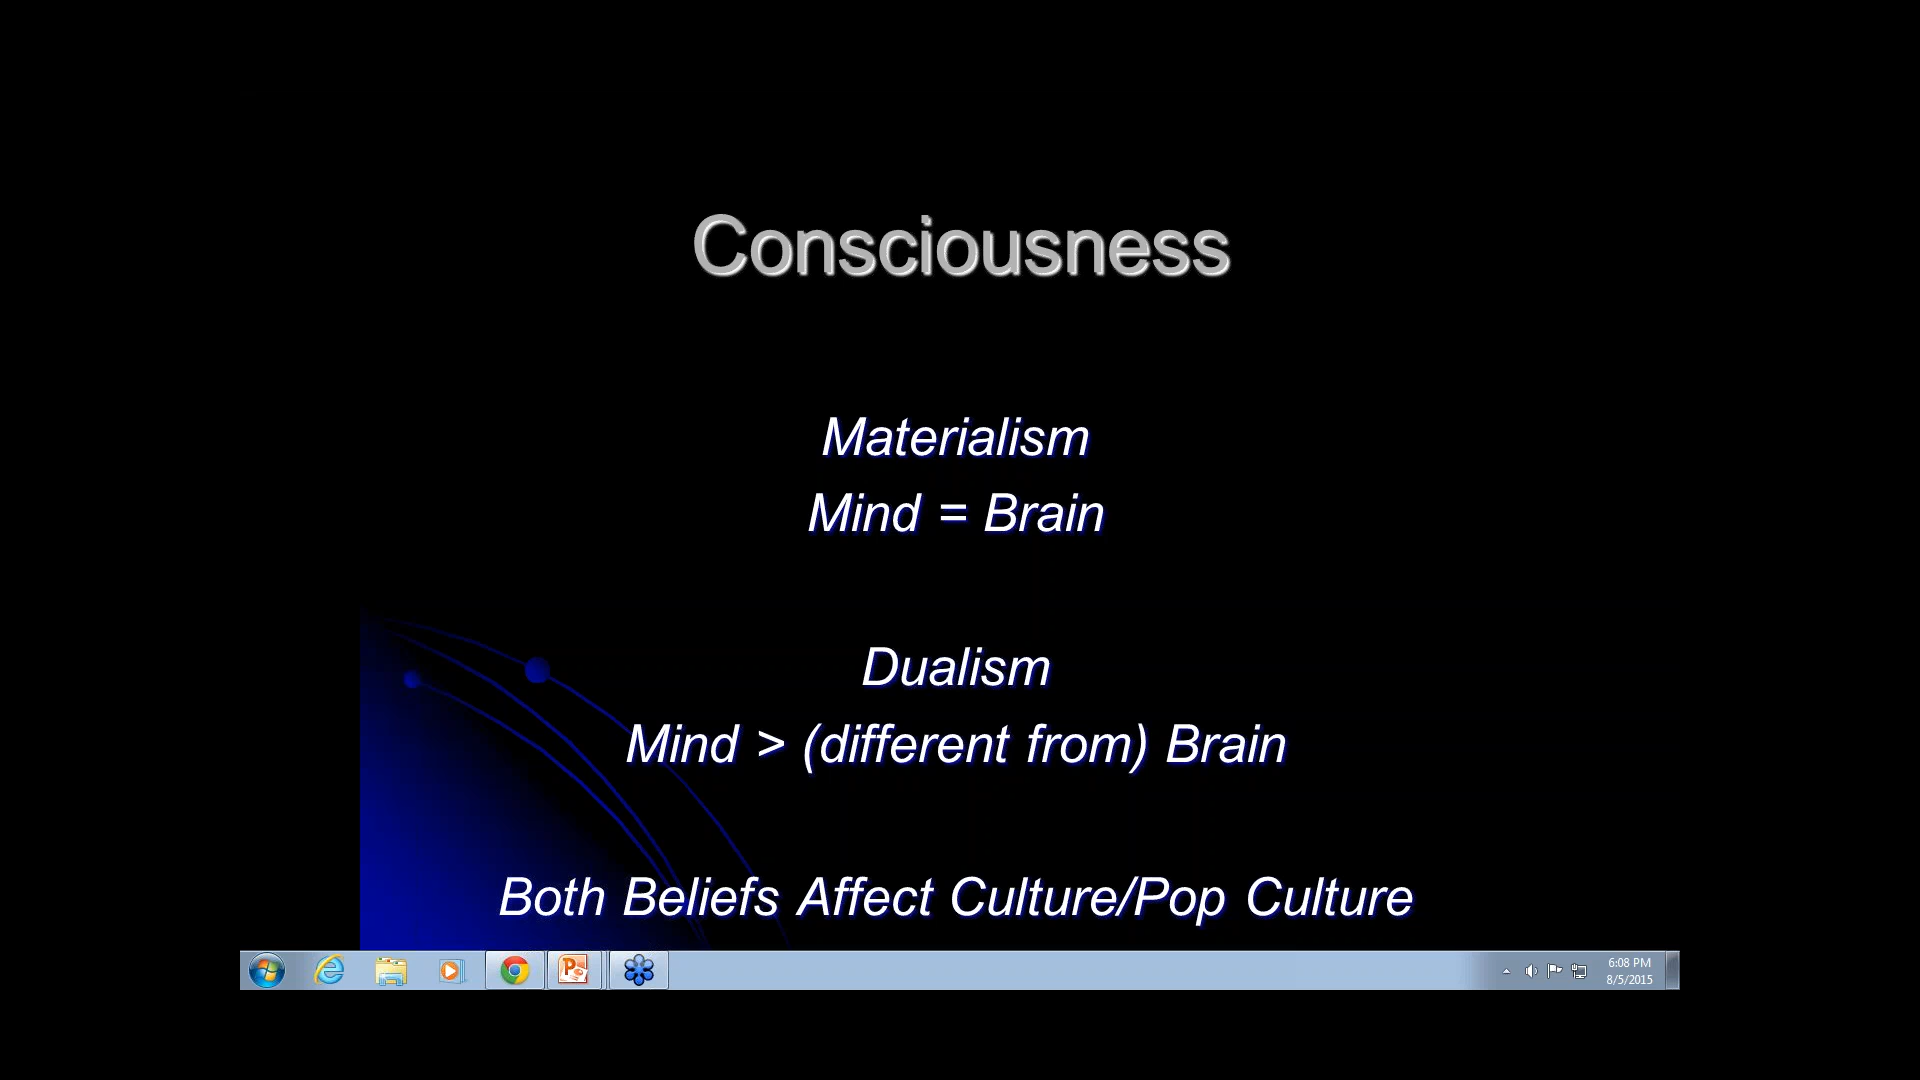 Consciousness
Materialism
Mind = Brain
Dualism
Mind > (different from) Brain
Both Beliefs Affect Culture/Pop Culture
6:08 PM
8/5/2015